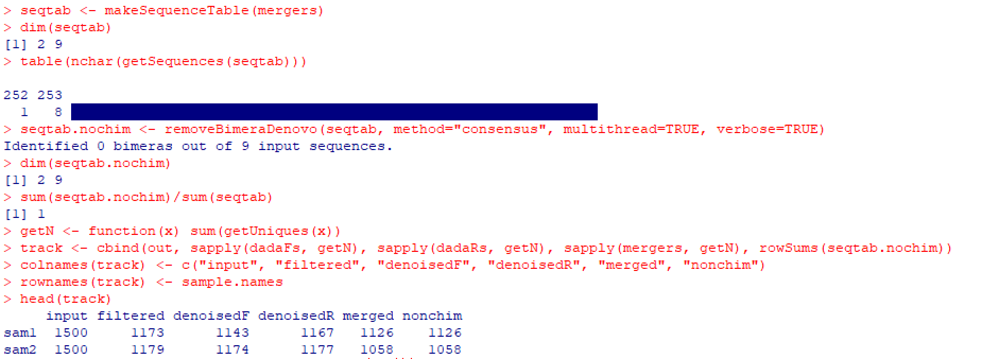 > seqtab <- makeSequenceTable(mergers)
> dim(seqtab)
[1] 2 9
> table(nchar(getSequences(seqtab)))

252 253
  1   8
> seqtab.nochim <- removeBimeraDenovo(seqtab, method="consensus", multithread=TRUE, verbose=TRUE)
Identified 0 bimeras out of 9 input sequences.
> dim(seqtab.nochim)
[1] 2 9
> sum(seqtab.nochim)/sum(seqtab)
[1] 1
> getN <- function(x) sum(getUniques(x))
> track <- cbind(out, sapply(dadaFs, getN), sapply(dadaRs, getN), sapply(mergers, getN), rowSums(seqtab.nochim))
> colnames(track) <- c("input", "filtered", "denoisedF", "denoisedR", "merged", "nonchim")
> rownames(track) <- sample.names
> head(track)
     input filtered denoisedF denoisedR merged nonchim
sam1  1500     1173      1143      1167   1126    1126
sam2  1500     1179      1174      1177   1058    1058